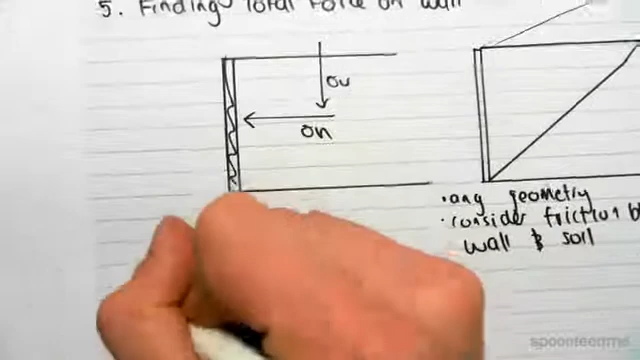 5. Finding Total Force on Wall
σv
σh
• any geometry
• consider friction b
wall & soil
spoonfeedme